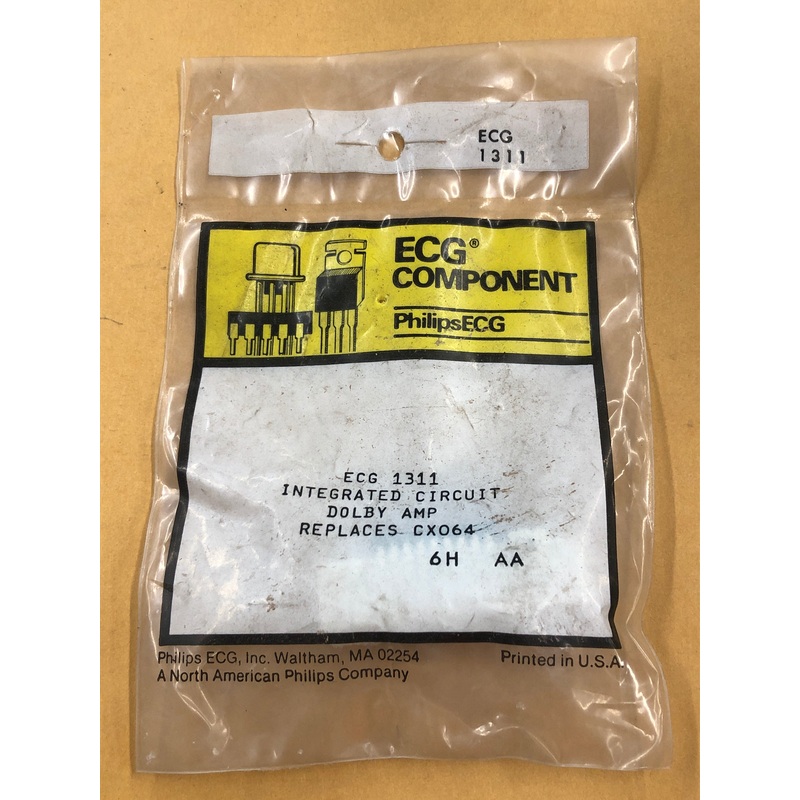 ECG
1311
ECG®
COMPONENT
PhilipsECG
ECG 1311
INTEGRATED CIRCUIT
DOLBY AMP
REPLACES CX064
6H AA
Philips ECG, Inc. Waltham, MA 02254
A North American Philips Company
Printed in U.S.A.